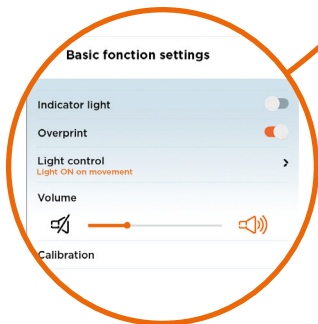 Basic fonction settings
Indicator light
Overprint
Light control
Light ON on movement
Volume
Calibration